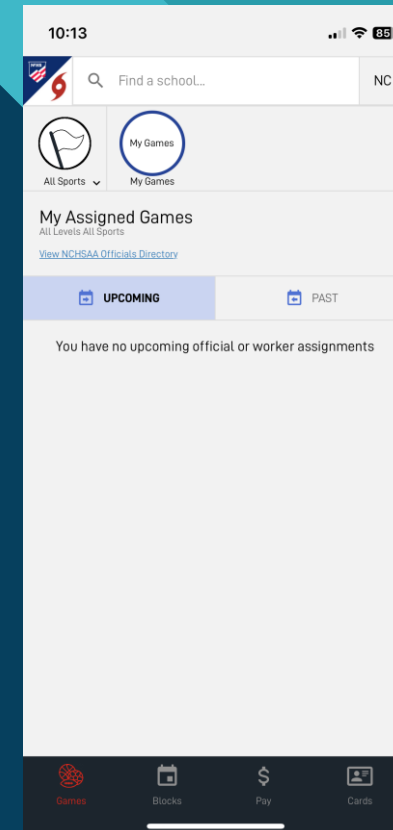 10:13
85
Find a school...
NC
My Games
All Sports
My Games
My Assigned Games
All Levels All Sports
View NCHSAA Officials Directory
UPCOMING
PAST
You have no upcoming official or worker assignments
Games
Blocks
Pay
Cards